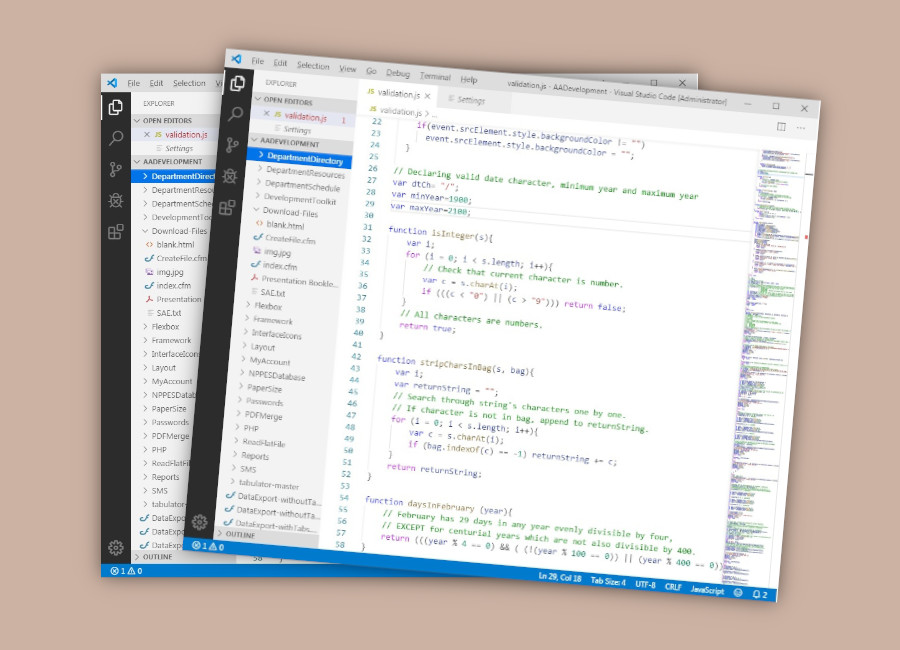 File Edit Selection
EXPLORER
OPEN EDITORS
validation.js
Settings
AADEVELOPMENT
DepartmentDirect
DepartmentResou
DepartmentSched
DevelopmentToo
Download-Files
blank.html
CreateFile.cfm
img.jpg
index.cfm
Presentation
SAE.txt
Flexbox
Framework
InterfaceIcons
Layout
MyAccount
NPPESDatab
PaperSize
Passwords
PDFMerge
PHP
ReadFlatFile
Reports
SMS
tabulator-m
DataExpo
DataExpo
DataExp
OUTLINE
1 0
File Edit Selection View Go Debug Terminal Help
validation.js - AADevelopment - Visual Studio Code [Administrator]
EXPLORER
OPEN EDITORS
JS validation.js 1
Settings
AADEVELOPMENT
DepartmentDirectory
DepartmentResources
DepartmentSchedule
DevelopmentToolkit
Download-Files
blank.html
CreateFile.cfm
img.jpg
index.cfm
Presentation Bookle...
SAE.txt
Flexbox
Framework
InterfaceIcons
Layout
MyAccount
NPPESDatabase
PaperSize
Passwords
PDFMerge
PHP
ReadFlatFile
Reports
SMS
tabulator-master
DataExport-withoutTa...
DataExport-withoutTa...
DataExport-withTabs...
OUTLINE
JS validation.js Settings
JS validation.js > ...
22 if(event.srcElement.style.backgroundColor != "")
23 event.srcElement.style.backgroundColor = "";
24 }
25
26 // Declaring valid date character, minimum year and maximum year
27 var dtCh= "/";
28 var minYear=1900;
29 var maxYear=2100;
30
31 function isInteger(s){
32 var i;
33 for (i = 0; i < s.length; i++){
34 // Check that current character is number.
35 var c = s.charAt(i);
36 if (((c < "0") || (c > "9"))) return false;
37 }
38 // All characters are numbers.
39 return true;
40 }
41
42 function stripCharsInBag(s, bag){
43 var i;
44 var returnString = "";
45 // Search through string's characters one by one.
46 // If character is not in bag, append to returnString.
47 for (i = 0; i < s.length; i++){
48 var c = s.charAt(i);
49 if (bag.indexOf(c) == -1) returnString += c;
50 }
51 return returnString;
52 }
53
54 function daysInFebruary (year){
55 // February has 29 days in any year evenly divisible by four,
56 // EXCEPT for centurial years which are not also divisible by 400.
57 return (((year % 4 == 0) && ( (!(year % 100 == 0)) || (year % 400 == 0))
58 }
1 0 Ln 29, Col 18 Tab Size: 4 UTF-8 CRLF JavaScript 2